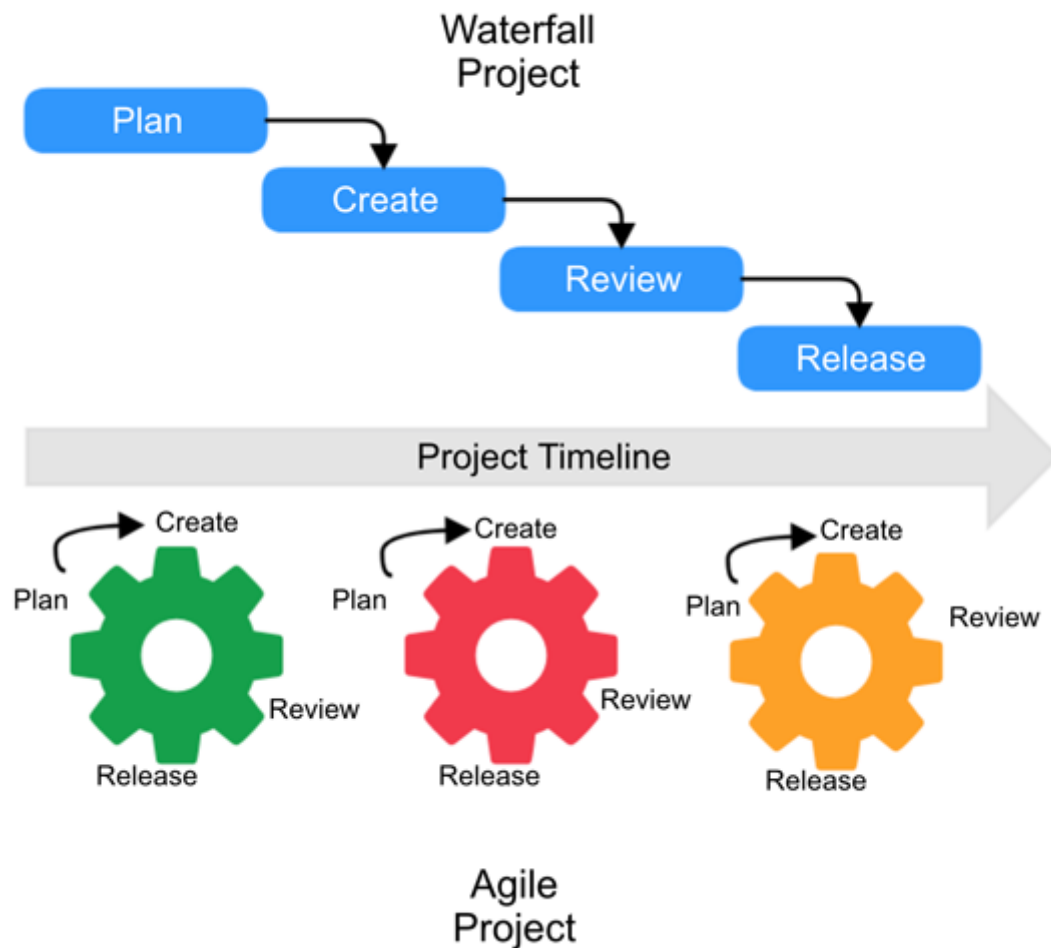 Waterfall
Project
Plan
Create
Review
Release
Project Timeline
Create
Plan
Review
Release
Create
Plan
Review
Release
Create
Plan
Review
Release
Agile
Project